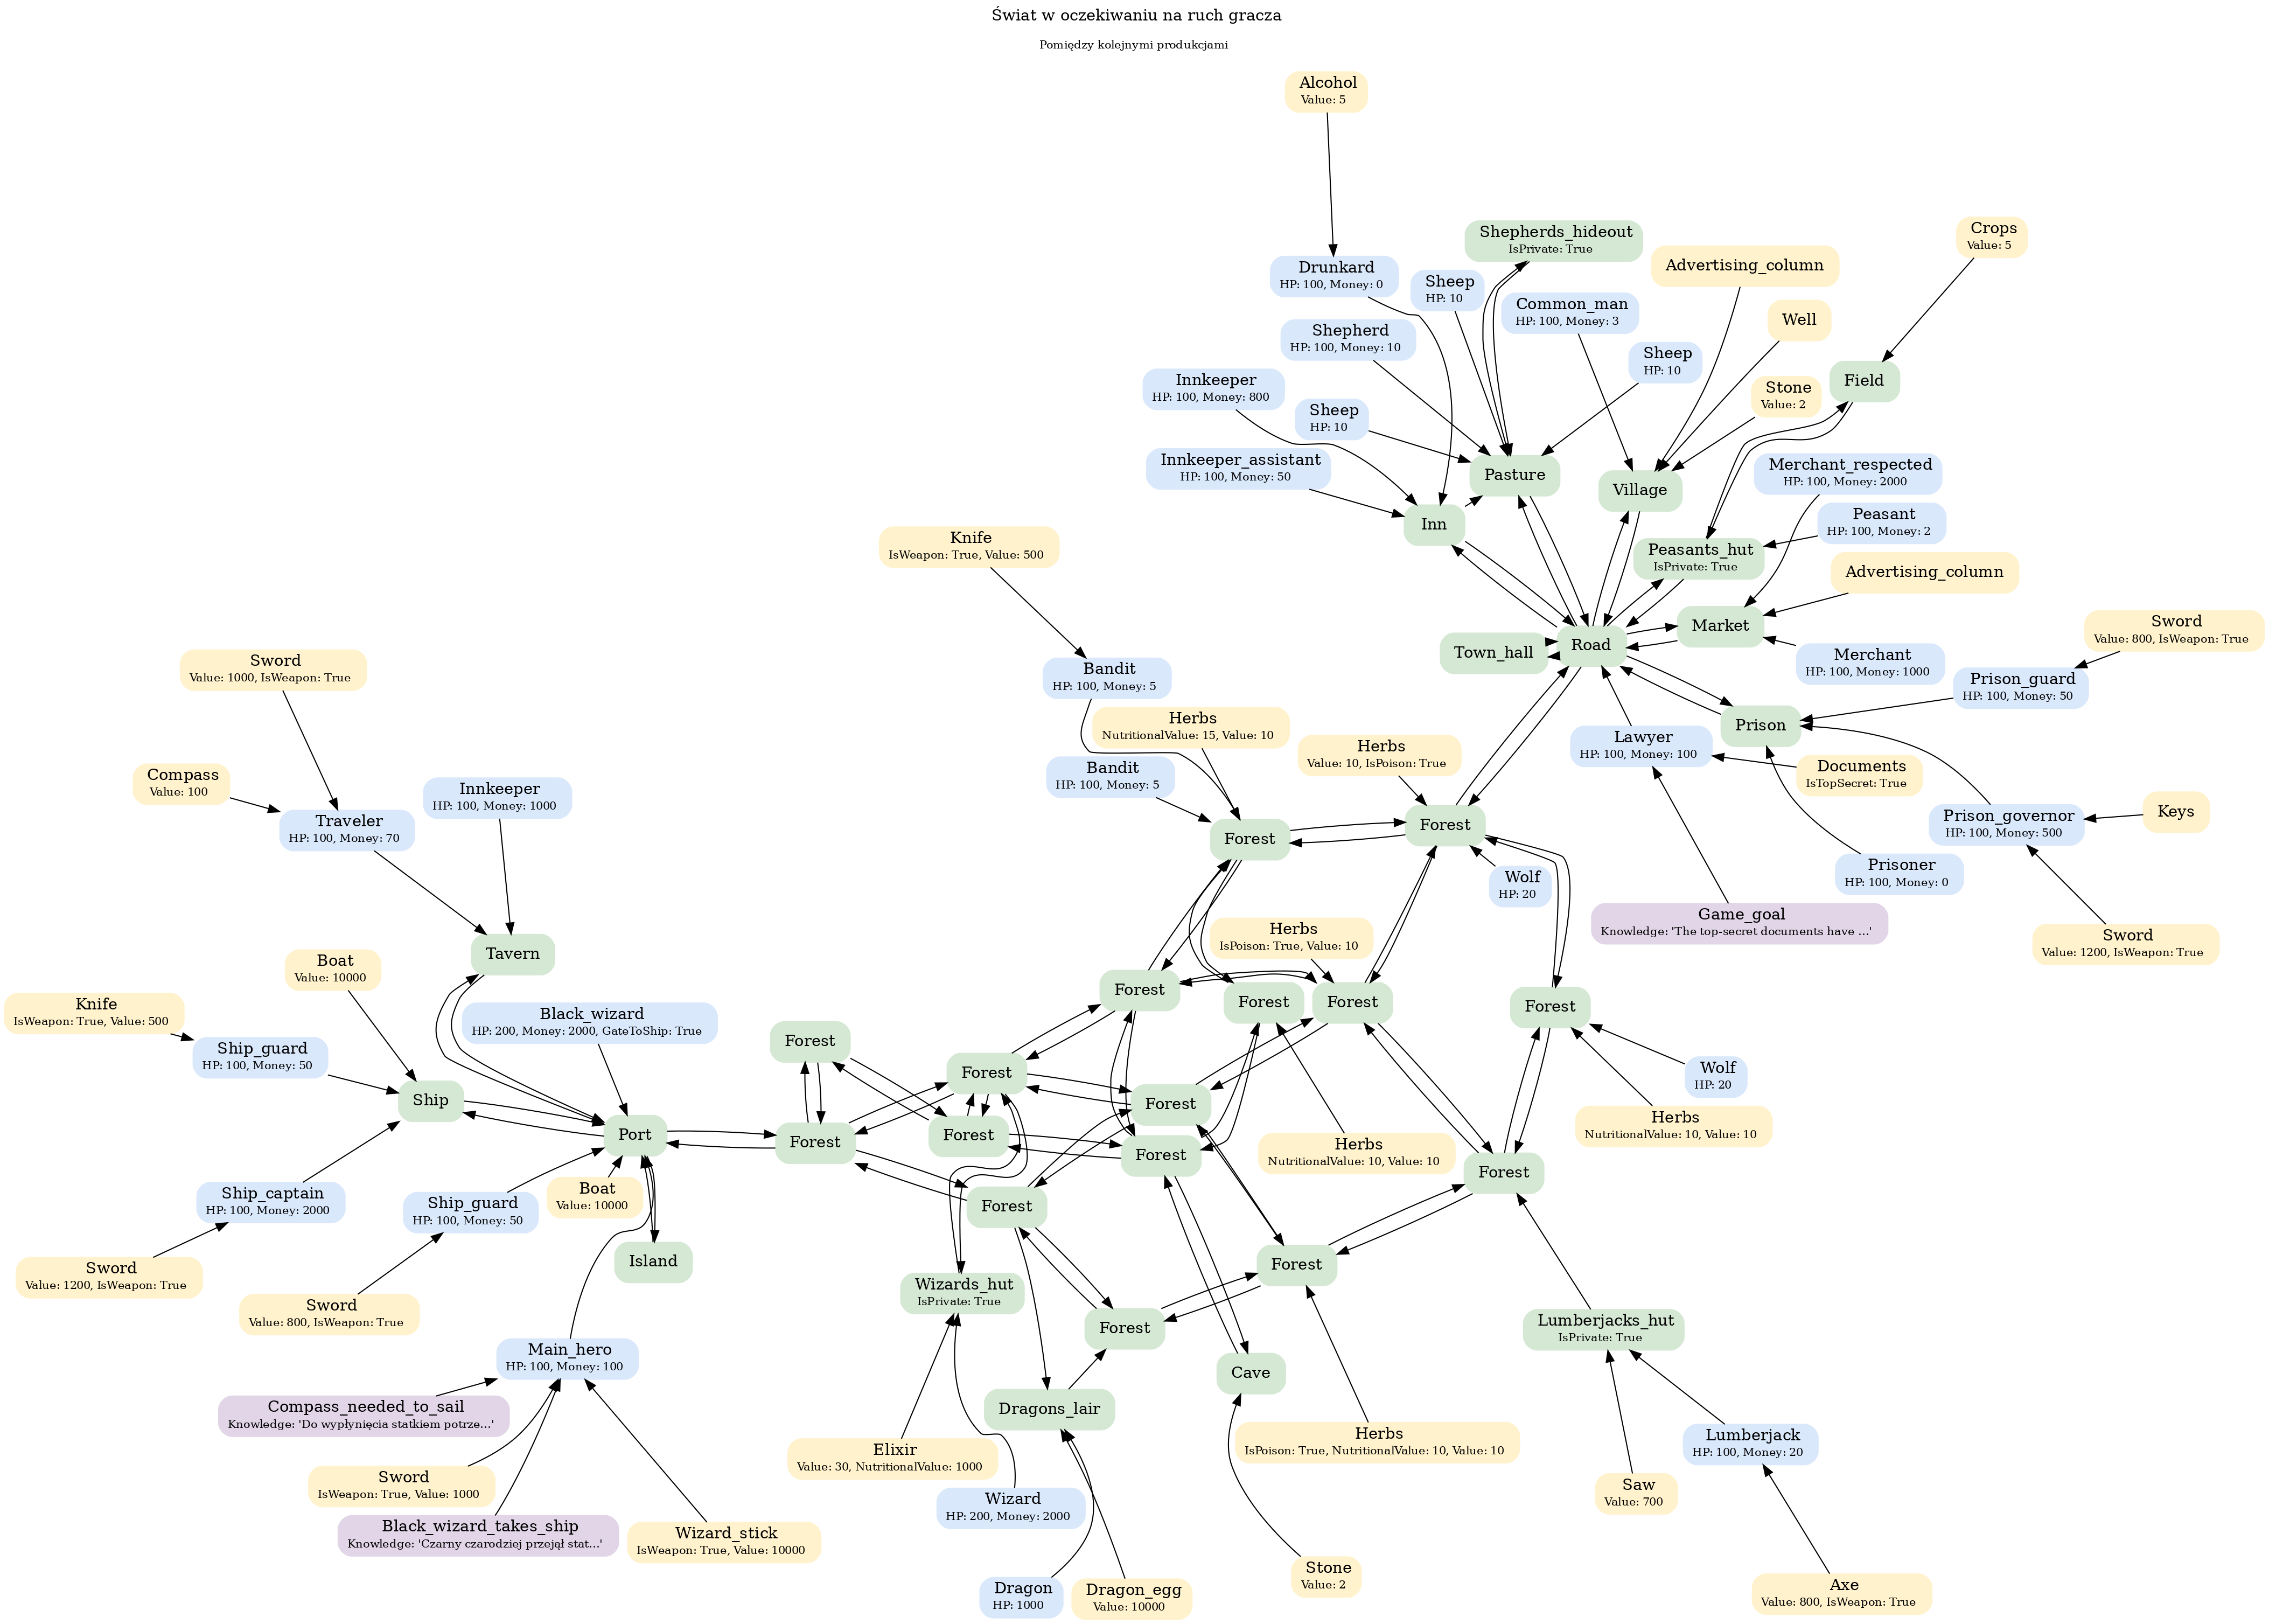 Świat w oczekiwaniu na ruch gracza
Pomiędzy kolejnymi produkcjami
Alcohol
Value: 5
Shepherds_hideout
IsPrivate: True
Crops
Value: 5
Drunkard
HP: 100, Money: 0
Sheep
HP: 10
Common_man
HP: 100, Money: 3
Advertising_column
Well
Shepherd
HP: 100, Money: 10
Sheep
HP: 10
Innkeeper
HP: 100, Money: 800
Sheep
HP: 10
Stone
Value: 2
Field
Innkeeper_assistant
HP: 100, Money: 50
Pasture
Village
Merchant_respected
HP: 100, Money: 2000
Inn
Peasant
HP: 100, Money: 2
Knife
IsWeapon: True, Value: 500
Peasants_hut
IsPrivate: True
Advertising_column
Market
Sword
Value: 800, IsWeapon: True
Town_hall
Road
Merchant
HP: 100, Money: 1000
Sword
Value: 1000, IsWeapon: True
Bandit
HP: 100, Money: 5
Prison_guard
HP: 100, Money: 50
Herbs
NutritionalValue: 15, Value: 10
Prison
Herbs
Value: 10, IsPoison: True
Lawyer
HP: 100, Money: 100
Compass
Value: 100
Innkeeper
HP: 100, Money: 1000
Bandit
HP: 100, Money: 5
Documents
IsTopSecret: True
Traveler
HP: 100, Money: 70
Forest
Forest
Prison_governor
HP: 100, Money: 500
Keys
Wolf
HP: 20
Prisoner
HP: 100, Money: 0
Game_goal
Knowledge: 'The top-secret documents have ...'
Herbs
IsPoison: True, Value: 10
Sword
Value: 1200, IsWeapon: True
Tavern
Boat
Value: 10000
Forest
Forest
Forest
Forest
Knife
IsWeapon: True, Value: 500
Black_wizard
HP: 200, Money: 2000, GateToShip: True
Ship_guard
HP: 100, Money: 50
Forest
Forest
Wolf
HP: 20
Ship
Forest
Herbs
NutritionalValue: 10, Value: 10
Port
Forest
Forest
Forest
Herbs
NutritionalValue: 10, Value: 10
Forest
Ship_captain
HP: 100, Money: 2000
Ship_guard
HP: 100, Money: 50
Boat
Value: 10000
Forest
Island
Forest
Sword
Value: 1200, IsWeapon: True
Wizards_hut
IsPrivate: True
Sword
Value: 800, IsWeapon: True
Forest
Lumberjacks_hut
IsPrivate: True
Main_hero
HP: 100, Money: 100
Cave
Compass_needed_to_sail
Knowledge: 'Do wypłynięcia statkiem potrze...'
Dragons_lair
Elixir
Value: 30, NutritionalValue: 1000
Herbs
IsPoison: True, NutritionalValue: 10, Value: 10
Lumberjack
HP: 100, Money: 20
Sword
IsWeapon: True, Value: 1000
Saw
Value: 700
Wizard
HP: 200, Money: 2000
Black_wizard_takes_ship
Knowledge: 'Czarny czarodziej przejął stat...'
Wizard_stick
IsWeapon: True, Value: 10000
Stone
Value: 2
Dragon
HP: 1000
Dragon_egg
Value: 10000
Axe
Value: 800, IsWeapon: True